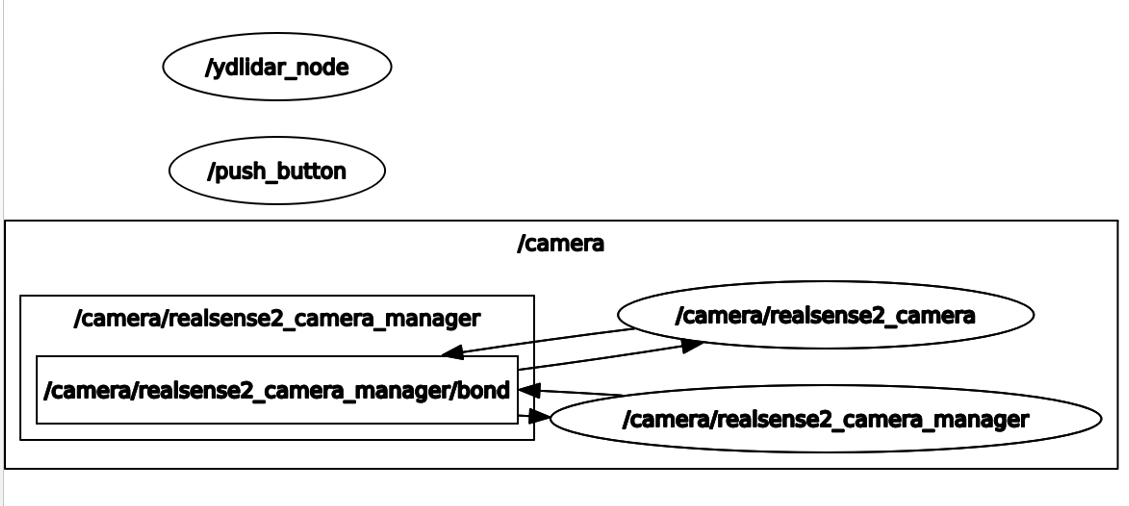 /ydlidar_node
/push_button
/camera
/camera/realsense2_camera_manager
/camera/realsense2_camera
/camera/realsense2_camera_manager/bond
/camera/realsense2_camera_manager